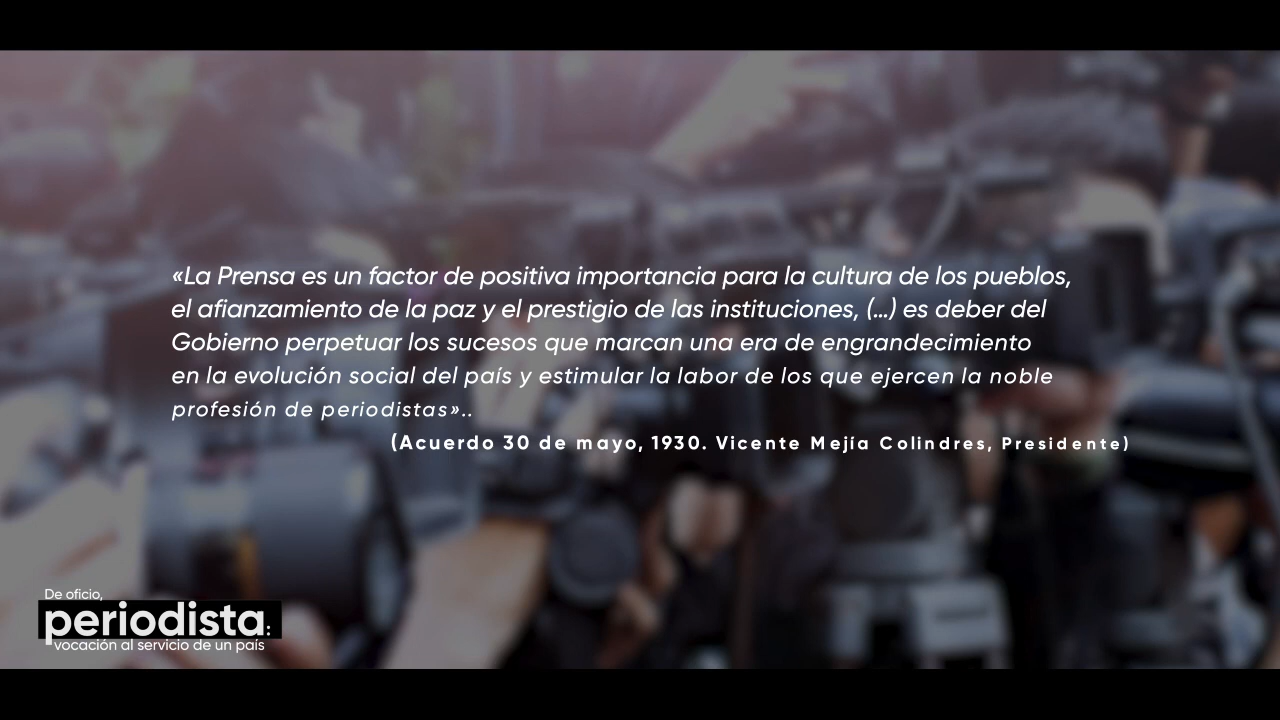 «La Prensa es un factor de positiva importancia para la cultura de los pueblos,
el afianzamiento de la paz y el prestigio de las instituciones, (...) es deber del
Gobierno perpetuar los sucesos que marcan una era de engrandecimiento
en la evolución social del país y estimular la labor de los que ejercen la noble
profesión de periodistas»..
(Acuerdo 30 de mayo, 1930. Vicente Mejía Colindres, Presidente)
De oficio,
periodista:
vocación al servicio de un país